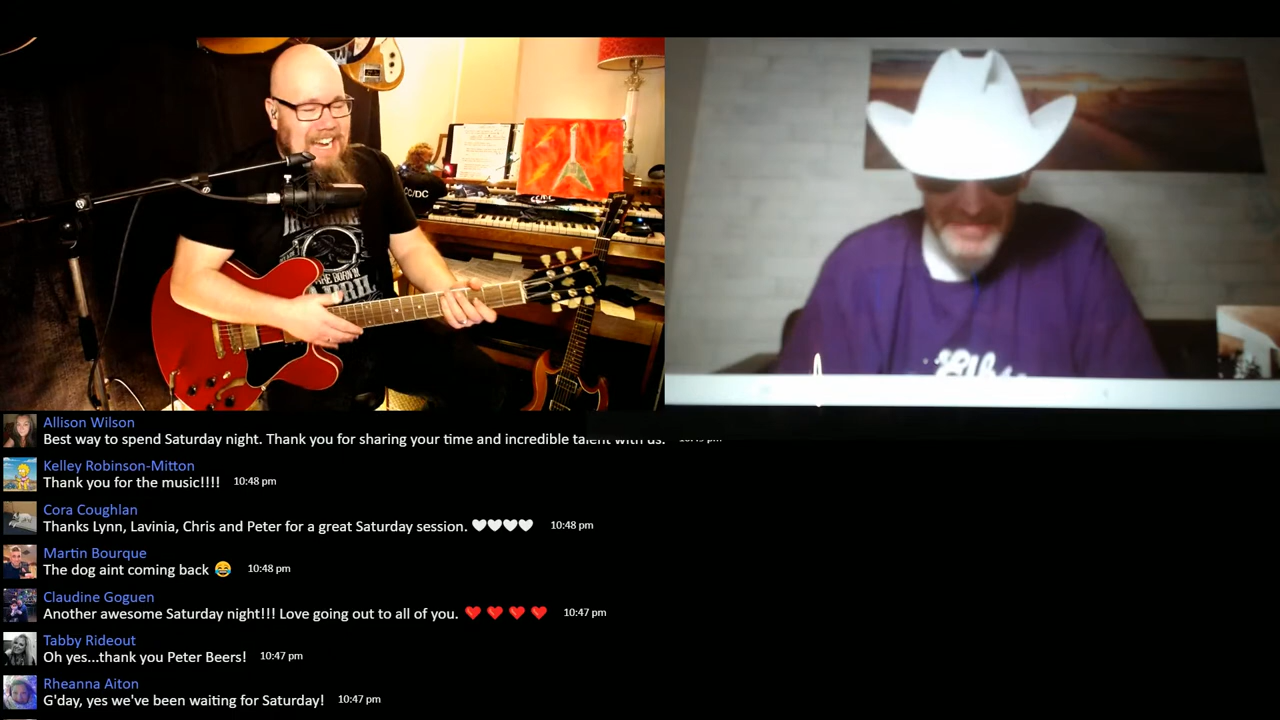 C/DC
ARE BORN IN
APRIL
Allison Wilson
Best way to spend Saturday night. Thank you for sharing your time and incredible talent with us.
Kelley Robinson-Mitton
Thank you for the music!!!! 10:48 pm
Cora Coughlan
Thanks Lynn, Lavinia, Chris and Peter for a great Saturday session. 🤍🤍🤍🤍 10:48 pm
Martin Bourque
The dog aint coming back 😂 10:48 pm
Claudine Goguen
Another awesome Saturday night!!! Love going out to all of you. ❤️ ❤️ ❤️ ❤️ 10:47 pm
Tabby Rideout
Oh yes...thank you Peter Beers! 10:47 pm
Rheanna Aiton
G'day, yes we've been waiting for Saturday! 10:47 pm